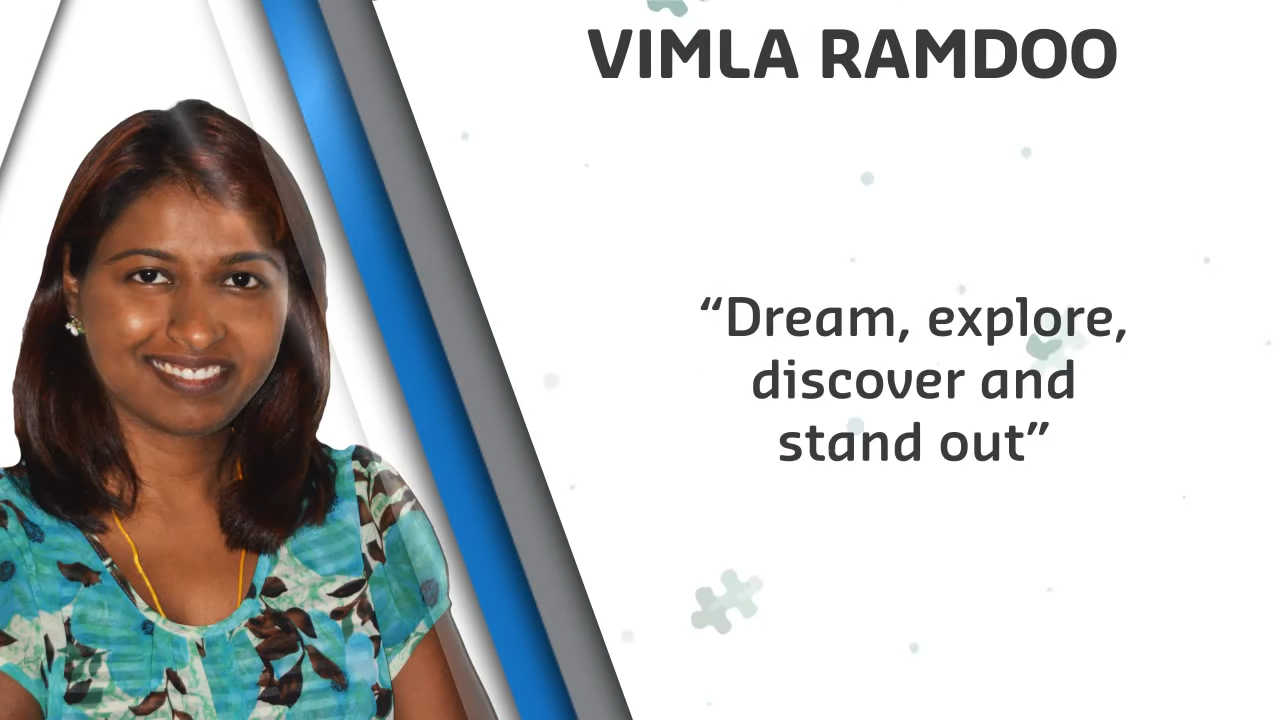 VIMLA RAMDOO
“Dream, explore,
discover and
stand out”